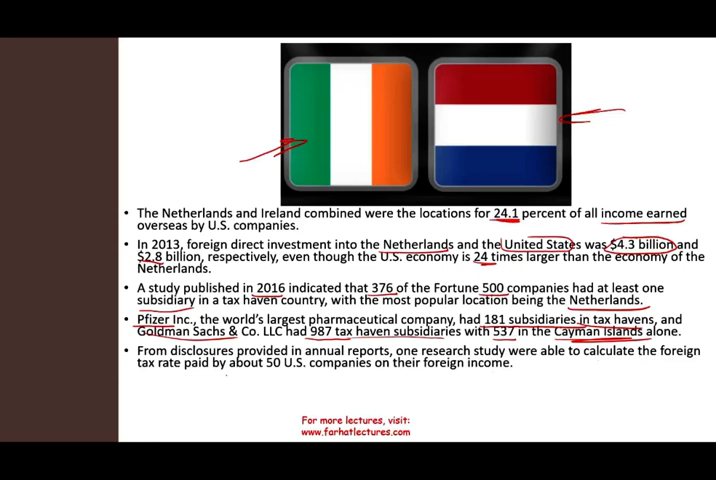 • The Netherlands and Ireland combined were the locations for 24.1 percent of all income earned
overseas by U.S. companies.
• In 2013, foreign direct investment into the Netherlands and the United States was $4.3 billion and
$2.8 billion, respectively, even though the U.S. economy is 24 times larger than the economy of the
Netherlands.
• A study published in 2016 indicated that 376 of the Fortune 500 companies had at least one
subsidiary in a tax haven country, with the most popular location being the Netherlands.
• Pfizer Inc., the world's largest pharmaceutical company, had 181 subsidiaries in tax havens, and
Goldman Sachs & Co. LLC had 987 tax haven subsidiaries with 537 in the Cayman Islands alone.
• From disclosures provided in annual reports, one research study were able to calculate the foreign
tax rate paid by about 50 U.S. companies on their foreign income.
For more lectures, visit:
www.farhatlectures.com